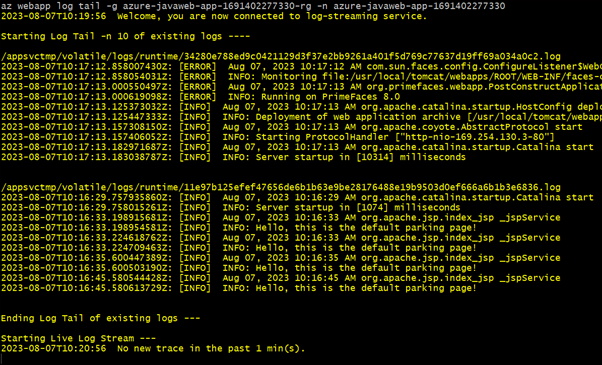 az webapp log tail -g azure-javaweb-app-1691402277330-rg -n azure-javaweb-app-1691402277330
2023-08-07T10:19:56  Welcome, you are now connected to log-streaming service.
Starting Log Tail -n 10 of existing logs ----
/appsvctmp/volatile/logs/runtime/34280e788ed9c0421129d3f37e2bb9261a401f5d769c77637d19ff69a034a0c2.log
2023-08-07T10:17:12.858007430Z: [ERROR]  Aug 07, 2023 10:17:12 AM com.sun.faces.config.ConfigureListener$WebC
2023-08-07T10:17:12.858054031Z: [ERROR]  INFO: Monitoring file:/usr/local/tomcat/webapps/ROOT/WEB-INF/faces-c
2023-08-07T10:17:13.000550497Z: [ERROR]  Aug 07, 2023 10:17:13 AM org.primefaces.webapp.PostConstructApplicat
2023-08-07T10:17:13.000619098Z: [ERROR]  INFO: Running on PrimeFaces 8.0
2023-08-07T10:17:13.125373032Z: [INFO]  Aug 07, 2023 10:17:13 AM org.apache.catalina.startup.HostConfig deplo
2023-08-07T10:17:13.125447333Z: [INFO]  INFO: Deployment of web application archive [/usr/local/tomcat/webapp
2023-08-07T10:17:13.157308150Z: [INFO]  Aug 07, 2023 10:17:13 AM org.apache.coyote.AbstractProtocol start
2023-08-07T10:17:13.157406052Z: [INFO]  INFO: Starting ProtocolHandler ["http-nio-169.254.130.3-80"]
2023-08-07T10:17:13.182971687Z: [INFO]  Aug 07, 2023 10:17:13 AM org.apache.catalina.startup.Catalina start
2023-08-07T10:17:13.183038787Z: [INFO]  INFO: Server startup in [10314] milliseconds
/appsvctmp/volatile/logs/runtime/11e97b125efef47656de6b1b63e9be28176488e19b9503d0ef666a6b1b3e6836.log
2023-08-07T10:16:29.757935860Z: [INFO]  Aug 07, 2023 10:16:29 AM org.apache.catalina.startup.Catalina start
2023-08-07T10:16:29.758015261Z: [INFO]  INFO: Server startup in [1074] milliseconds
2023-08-07T10:16:33.198915681Z: [INFO]  Aug 07, 2023 10:16:33 AM org.apache.jsp.index_jsp _jspService
2023-08-07T10:16:33.198954581Z: [INFO]  INFO: Hello, this is the default parking page!
2023-08-07T10:16:33.224618762Z: [INFO]  Aug 07, 2023 10:16:33 AM org.apache.jsp.index_jsp _jspService
2023-08-07T10:16:33.224709463Z: [INFO]  INFO: Hello, this is the default parking page!
2023-08-07T10:16:35.600447389Z: [INFO]  Aug 07, 2023 10:16:35 AM org.apache.jsp.index_jsp _jspService
2023-08-07T10:16:35.600503190Z: [INFO]  INFO: Hello, this is the default parking page!
2023-08-07T10:16:45.580544428Z: [INFO]  Aug 07, 2023 10:16:45 AM org.apache.jsp.index_jsp _jspService
2023-08-07T10:16:45.580613729Z: [INFO]  INFO: Hello, this is the default parking page!
Ending Log Tail of existing logs ---
Starting Live Log Stream ---
2023-08-07T10:20:56  No new trace in the past 1 min(s).